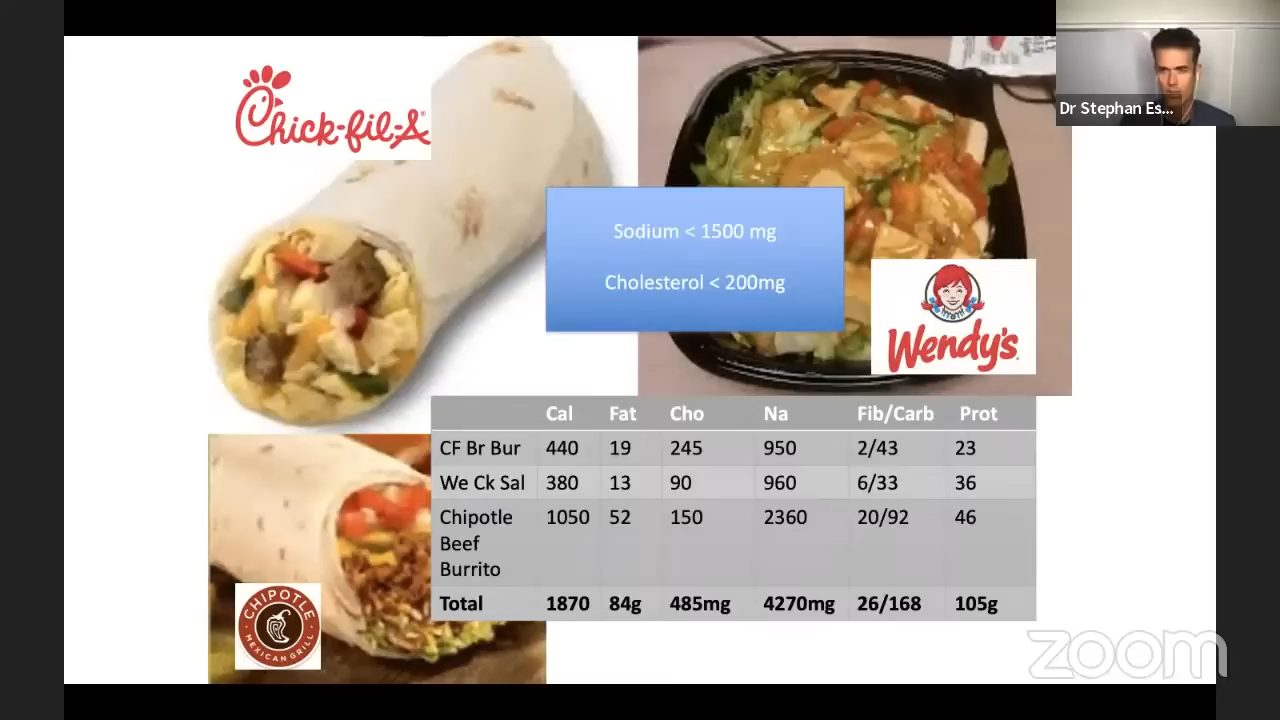 Chick-fil-A®
Dr Stephan Es...
Sodium < 1500 mg
Cholesterol < 200mg
Wendy's
Cal Fat Cho Na Fib/Carb Prot
CF Br Bur 440 19 245 950 2/43 23
We Ck Sal 380 13 90 960 6/33 36
Chipotle 1050 52 150 2360 20/92 46
Beef
Burrito
Total 1870 84g 485mg 4270mg 26/168 105g
CHIPOTLE
MEXICAN GRILL
zoom